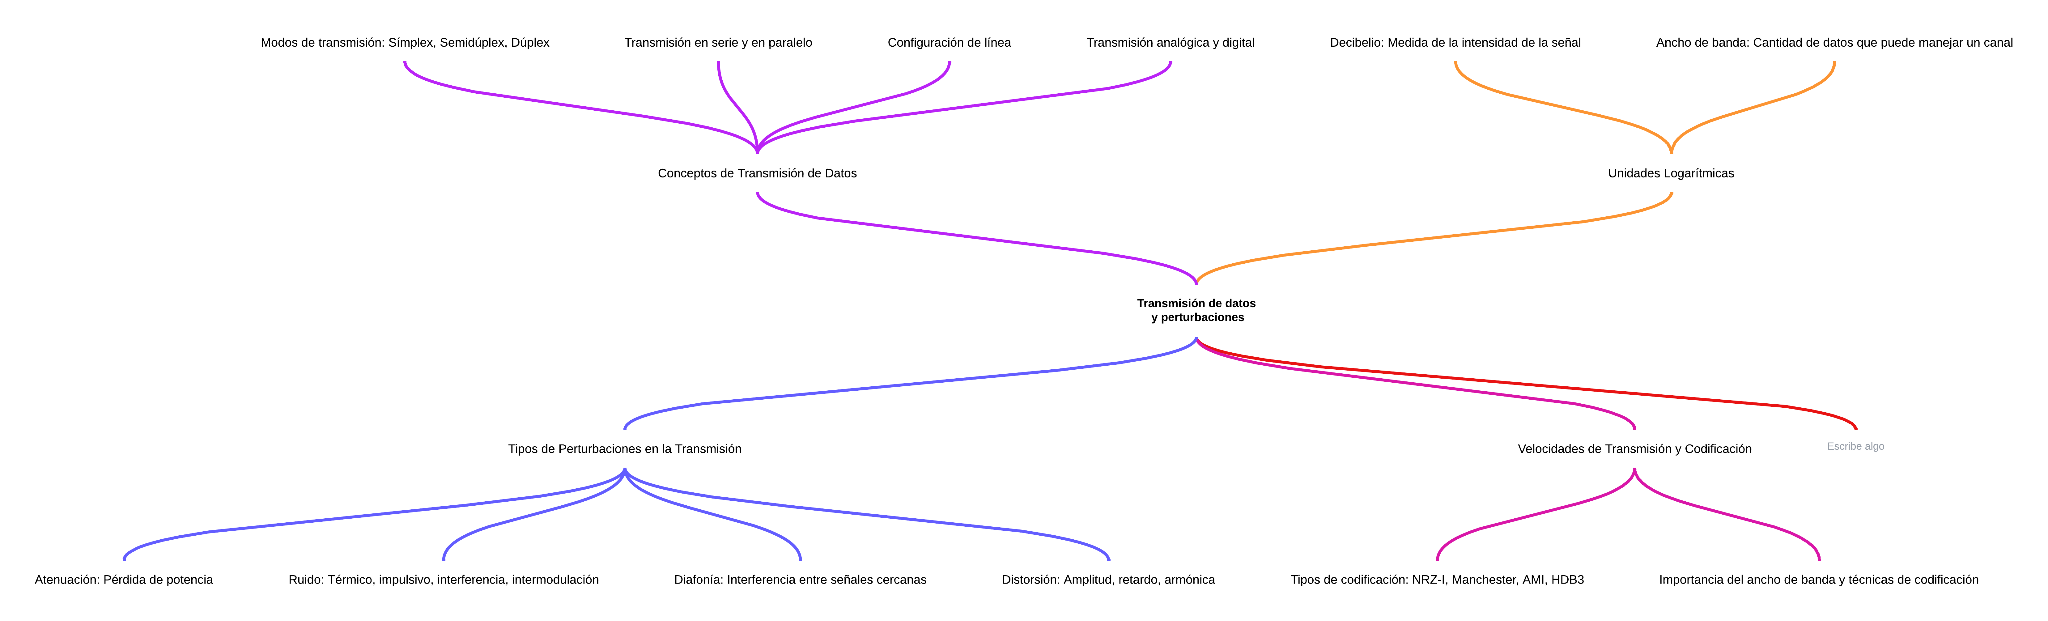 Modos de transmisión: Símplex, Semidúplex, Dúplex
Transmisión en serie y en paralelo
Configuración de línea
Transmisión analógica y digital
Decibelio: Medida de la intensidad de la señal
Ancho de banda: Cantidad de datos que puede manejar un canal
Conceptos de Transmisión de Datos
Unidades Logarítmicas
Transmisión de datos
y perturbaciones
Tipos de Perturbaciones en la Transmisión
Velocidades de Transmisión y Codificación
Escribe algo
Atenuación: Pérdida de potencia
Ruido: Térmico, impulsivo, interferencia, intermodulación
Diafonía: Interferencia entre señales cercanas
Distorsión: Amplitud, retardo, armónica
Tipos de codificación: NRZ-I, Manchester, AMI, HDB3
Importancia del ancho de banda y técnicas de codificación